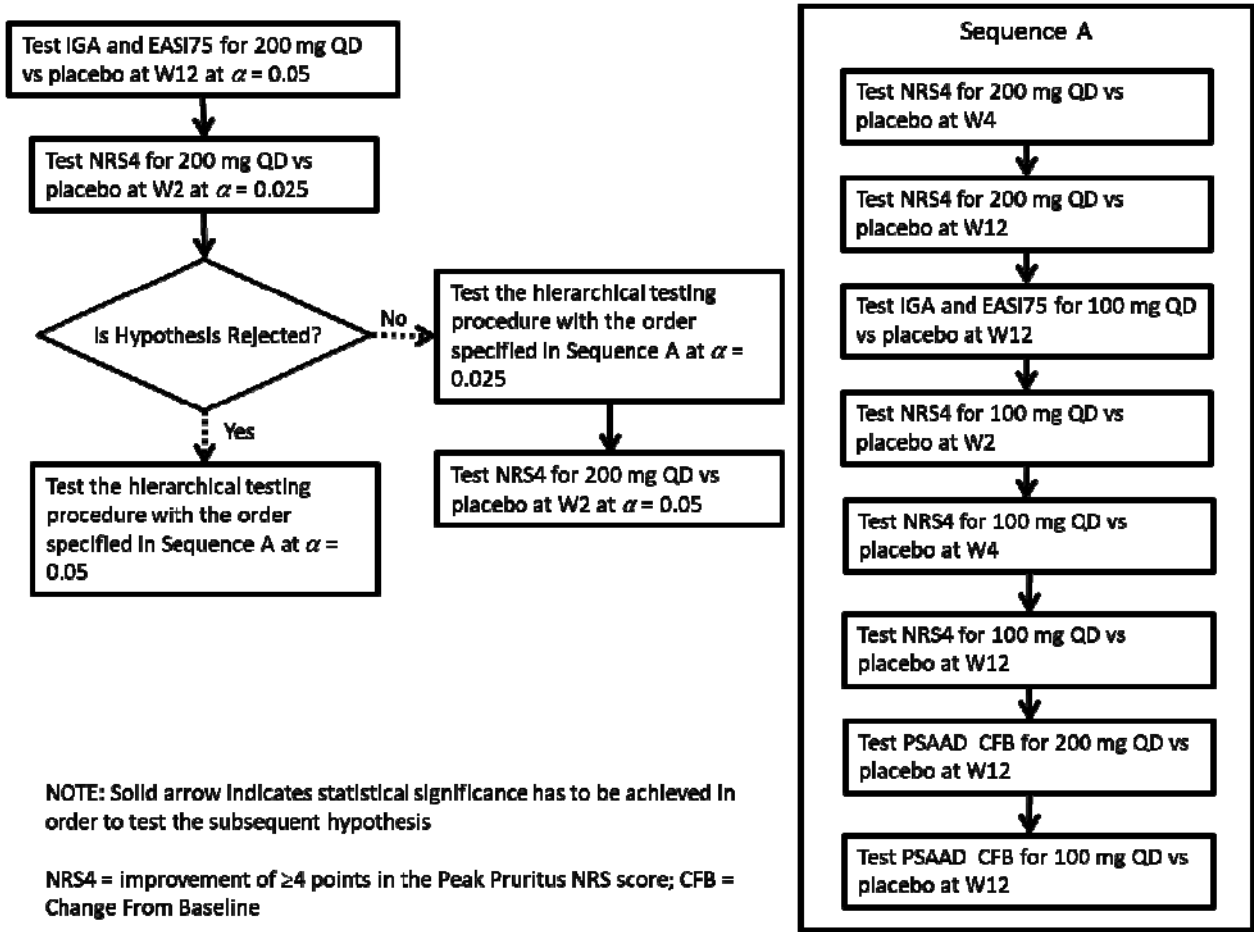 Test IGA and EASI75 for 200 mg QD
vs placebo at W12 at α = 0.05
Test NRS4 for 200 mg QD vs
placebo at W2 at α = 0.025
Is Hypothesis Rejected?
No
Yes
Test the hierarchical testing
procedure with the order
specified in Sequence A at α =
0.025
Test NRS4 for 200 mg QD vs
placebo at W2 at α = 0.05
Test the hierarchical testing
procedure with the order
specified in Sequence A at α =
0.05
NOTE: Solid arrow indicates statistical significance has to be achieved in
order to test the subsequent hypothesis
NRS4 = improvement of ≥4 points in the Peak Pruritus NRS score; CFB =
Change From Baseline
Sequence A
Test NRS4 for 200 mg QD vs
placebo at W4
Test NRS4 for 200 mg QD vs
placebo at W12
Test IGA and EASI75 for 100 mg QD
vs placebo at W12
Test NRS4 for 100 mg QD vs
placebo at W2
Test NRS4 for 100 mg QD vs
placebo at W4
Test NRS4 for 100 mg QD vs
placebo at W12
Test PSAAD CFB for 200 mg QD vs
placebo at W12
Test PSAAD CFB for 100 mg QD vs
placebo at W12